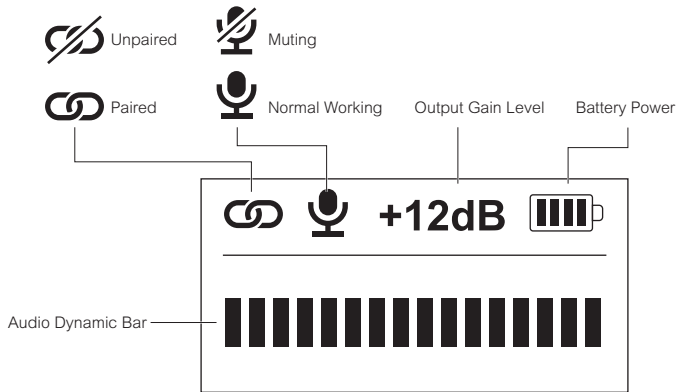 Unpaired
Muting
Paired
Normal Working
Output Gain Level
Battery Power
+12dB
Audio Dynamic Bar